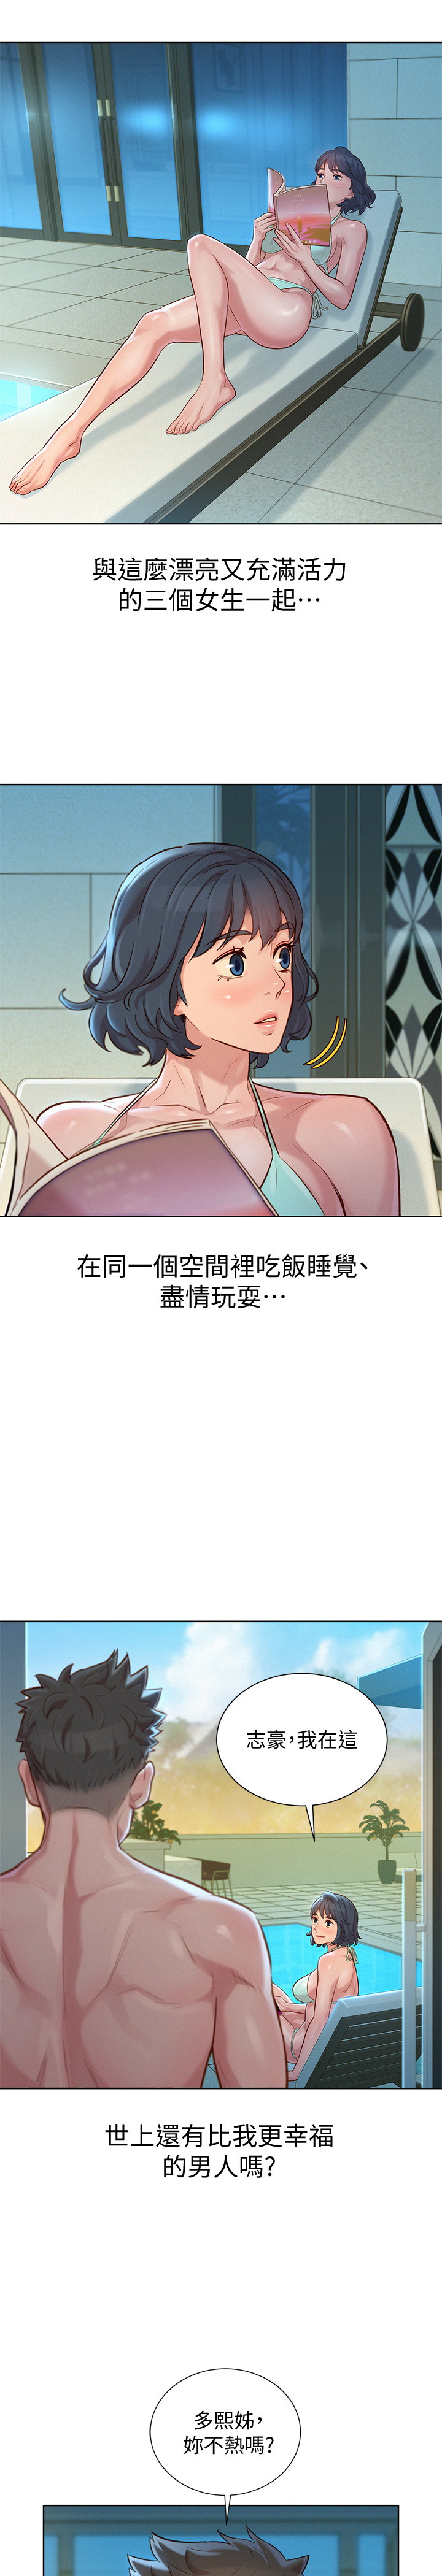 與這麼漂亮又充滿活力
的三個女生一起⋯
在同一個空間裡吃飯睡覺、
盡情玩耍⋯
志豪,我在這
世上還有比我更幸福
的男人嗎?
多熙姊,
妳不熱嗎?